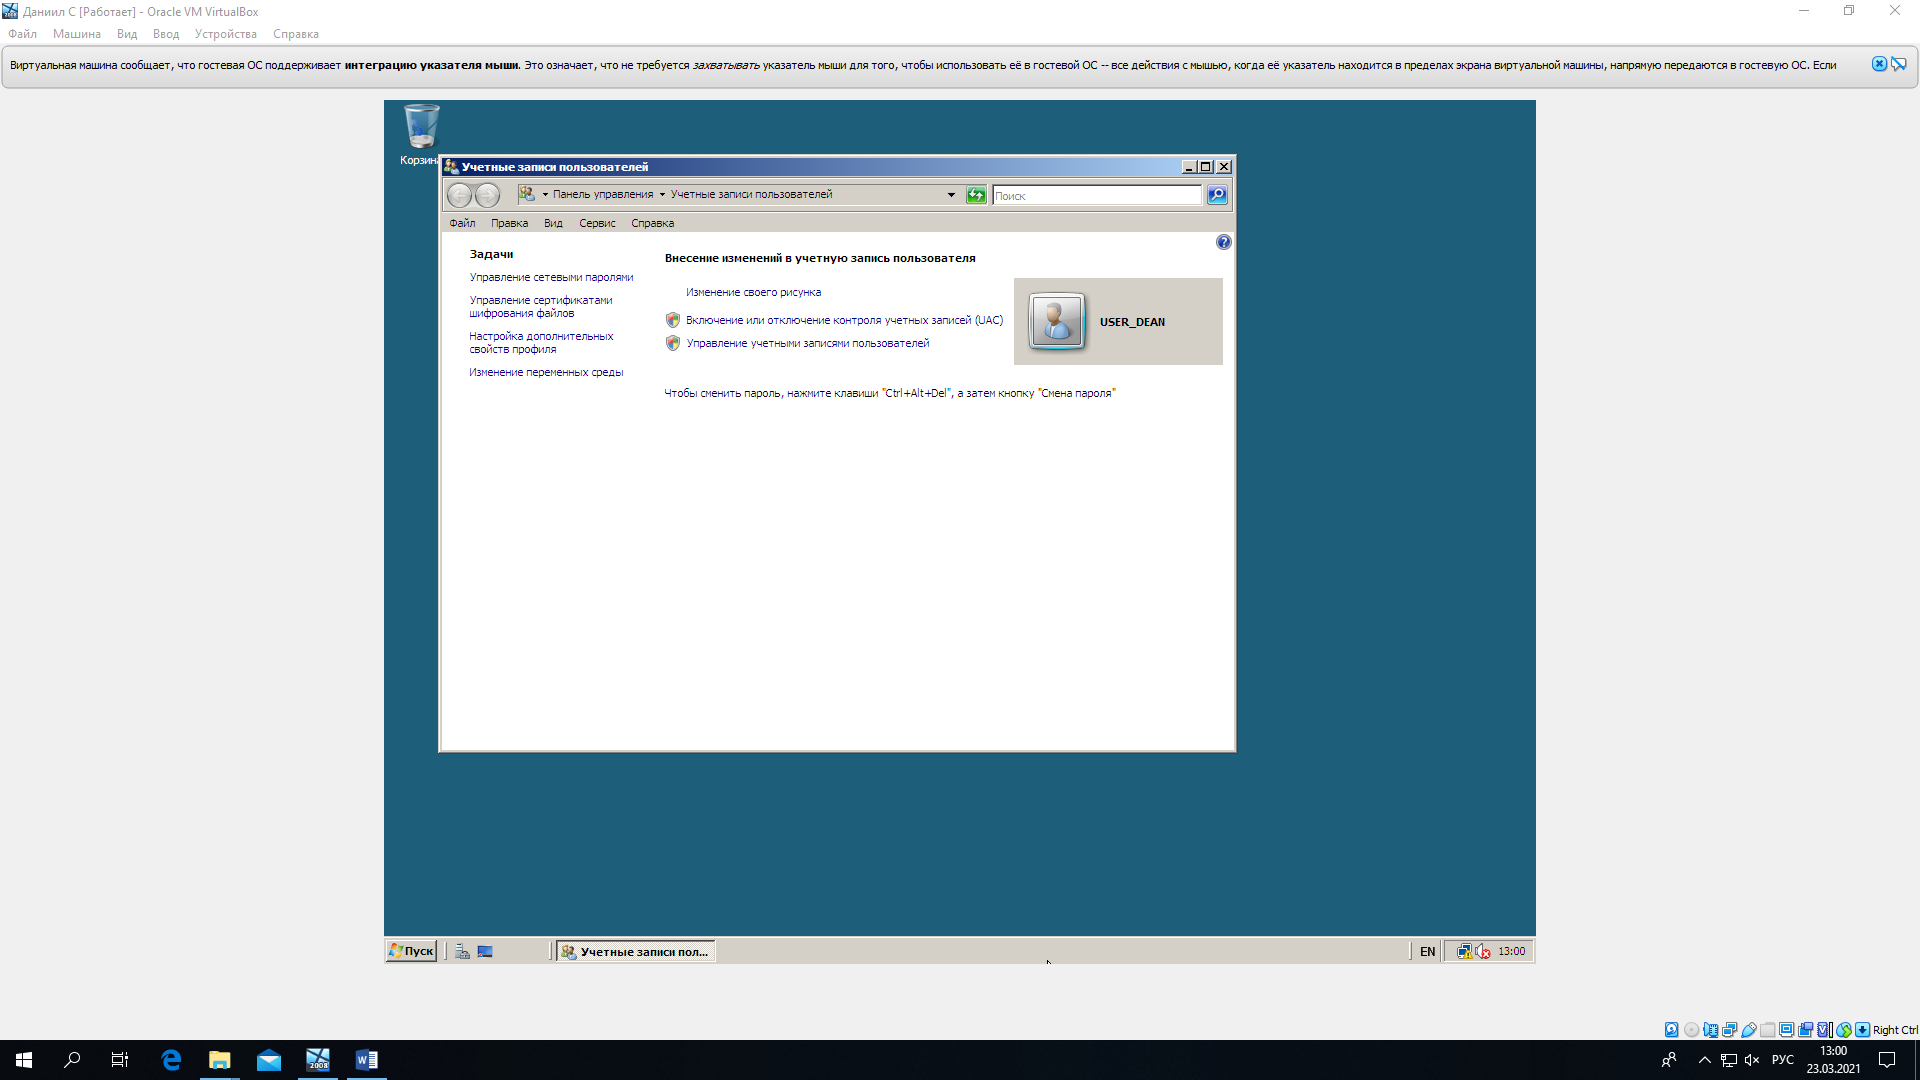 Даниил С [Работает] - Oracle VM VirtualBox
Файл Машина Вид Ввод Устройства Справка
Виртуальная машина сообщает, что гостевая ОС поддерживает интеграцию указателя мыши. Это означает, что не требуется захватывать указатель мыши для того, чтобы использовать её в гостевой ОС -- все действия с мышью, когда её указатель находится в пределах экрана виртуальной машины, напрямую передаются в гостевую ОС. Если
Корзина
Учетные записи пользователей
Панель управления Учетные записи пользователей Поиск
Файл Правка Вид Сервис Справка
Задачи
Управление сетевыми паролями
Управление сертификатами
шифрования файлов
Настройка дополнительных
свойств профиля
Изменение переменных среды
Внесение изменений в учетную запись пользователя
Изменение своего рисунка
Включение или отключение контроля учетных записей (UAC)
Управление учетными записями пользователей
USER_DEAN
Чтобы сменить пароль, нажмите клавиши "Ctrl+Alt+Del", а затем кнопку "Смена пароля"
Пуск Учетные записи пол... EN 13:00
Right Ctrl
2008 РУС 13:00
23.03.2021